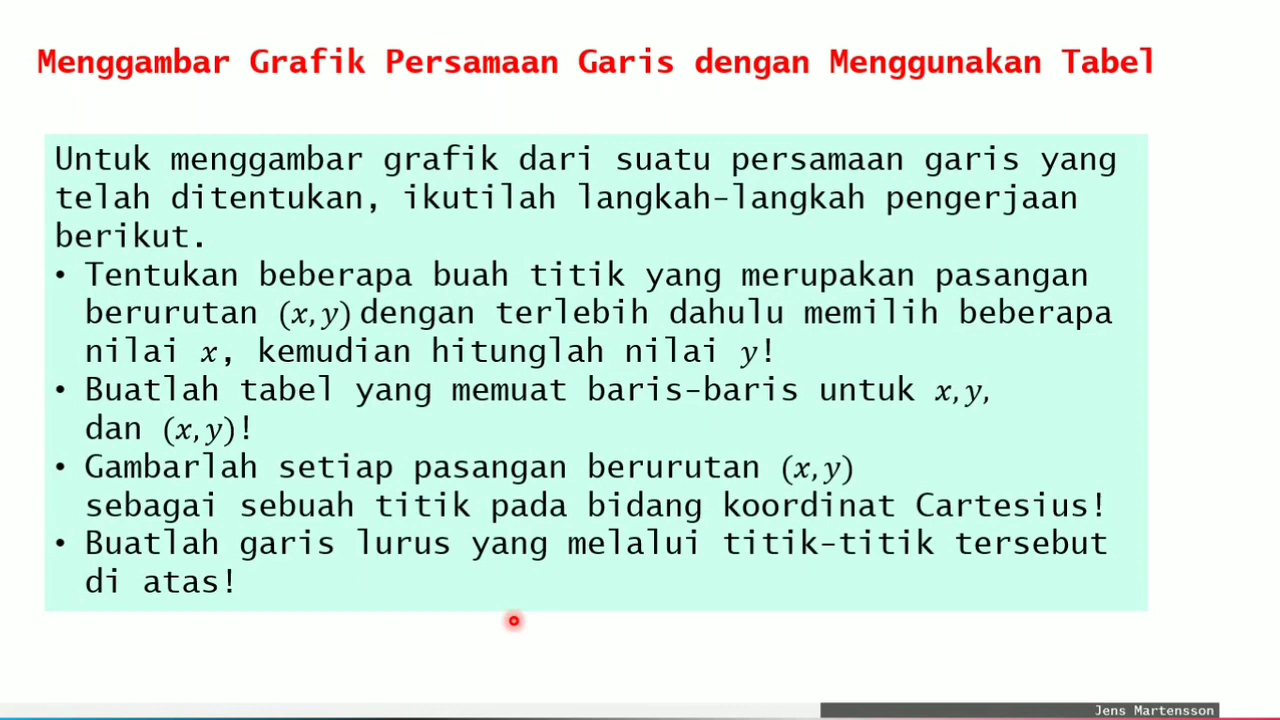 Menggambar Grafik Persamaan Garis dengan Menggunakan Tabel
Untuk menggambar grafik dari suatu persamaan garis yang
telah ditentukan, ikutilah langkah-langkah pengerjaan
berikut.
• Tentukan beberapa buah titik yang merupakan pasangan
berurutan (x, y) dengan terlebih dahulu memilih beberapa
nilai x, kemudian hitunglah nilai y!
• Buatlah tabel yang memuat baris-baris untuk x, y,
dan (x, y)!
• Gambarlah setiap pasangan berurutan (x, y)
sebagai sebuah titik pada bidang koordinat Cartesius!
• Buatlah garis lurus yang melalui titik-titik tersebut
di atas!
Jens Martensson